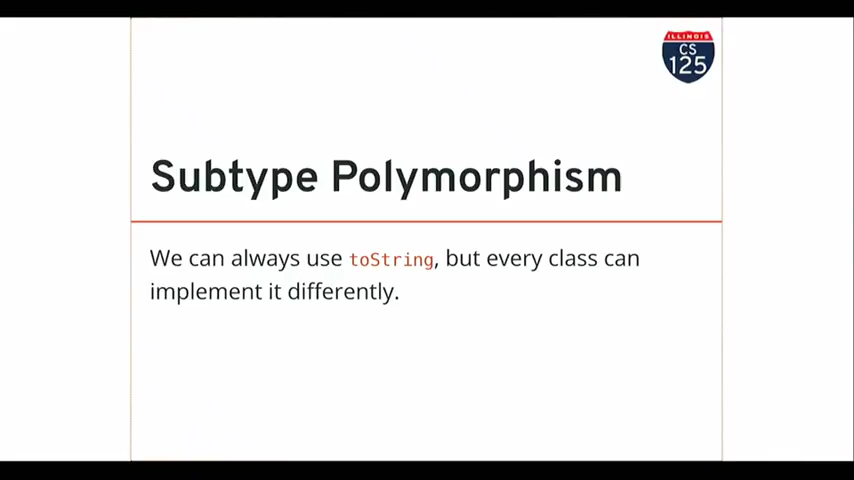 ILLINOIS
CS
125
Subtype Polymorphism
We can always use toString, but every class can
implement it differently.